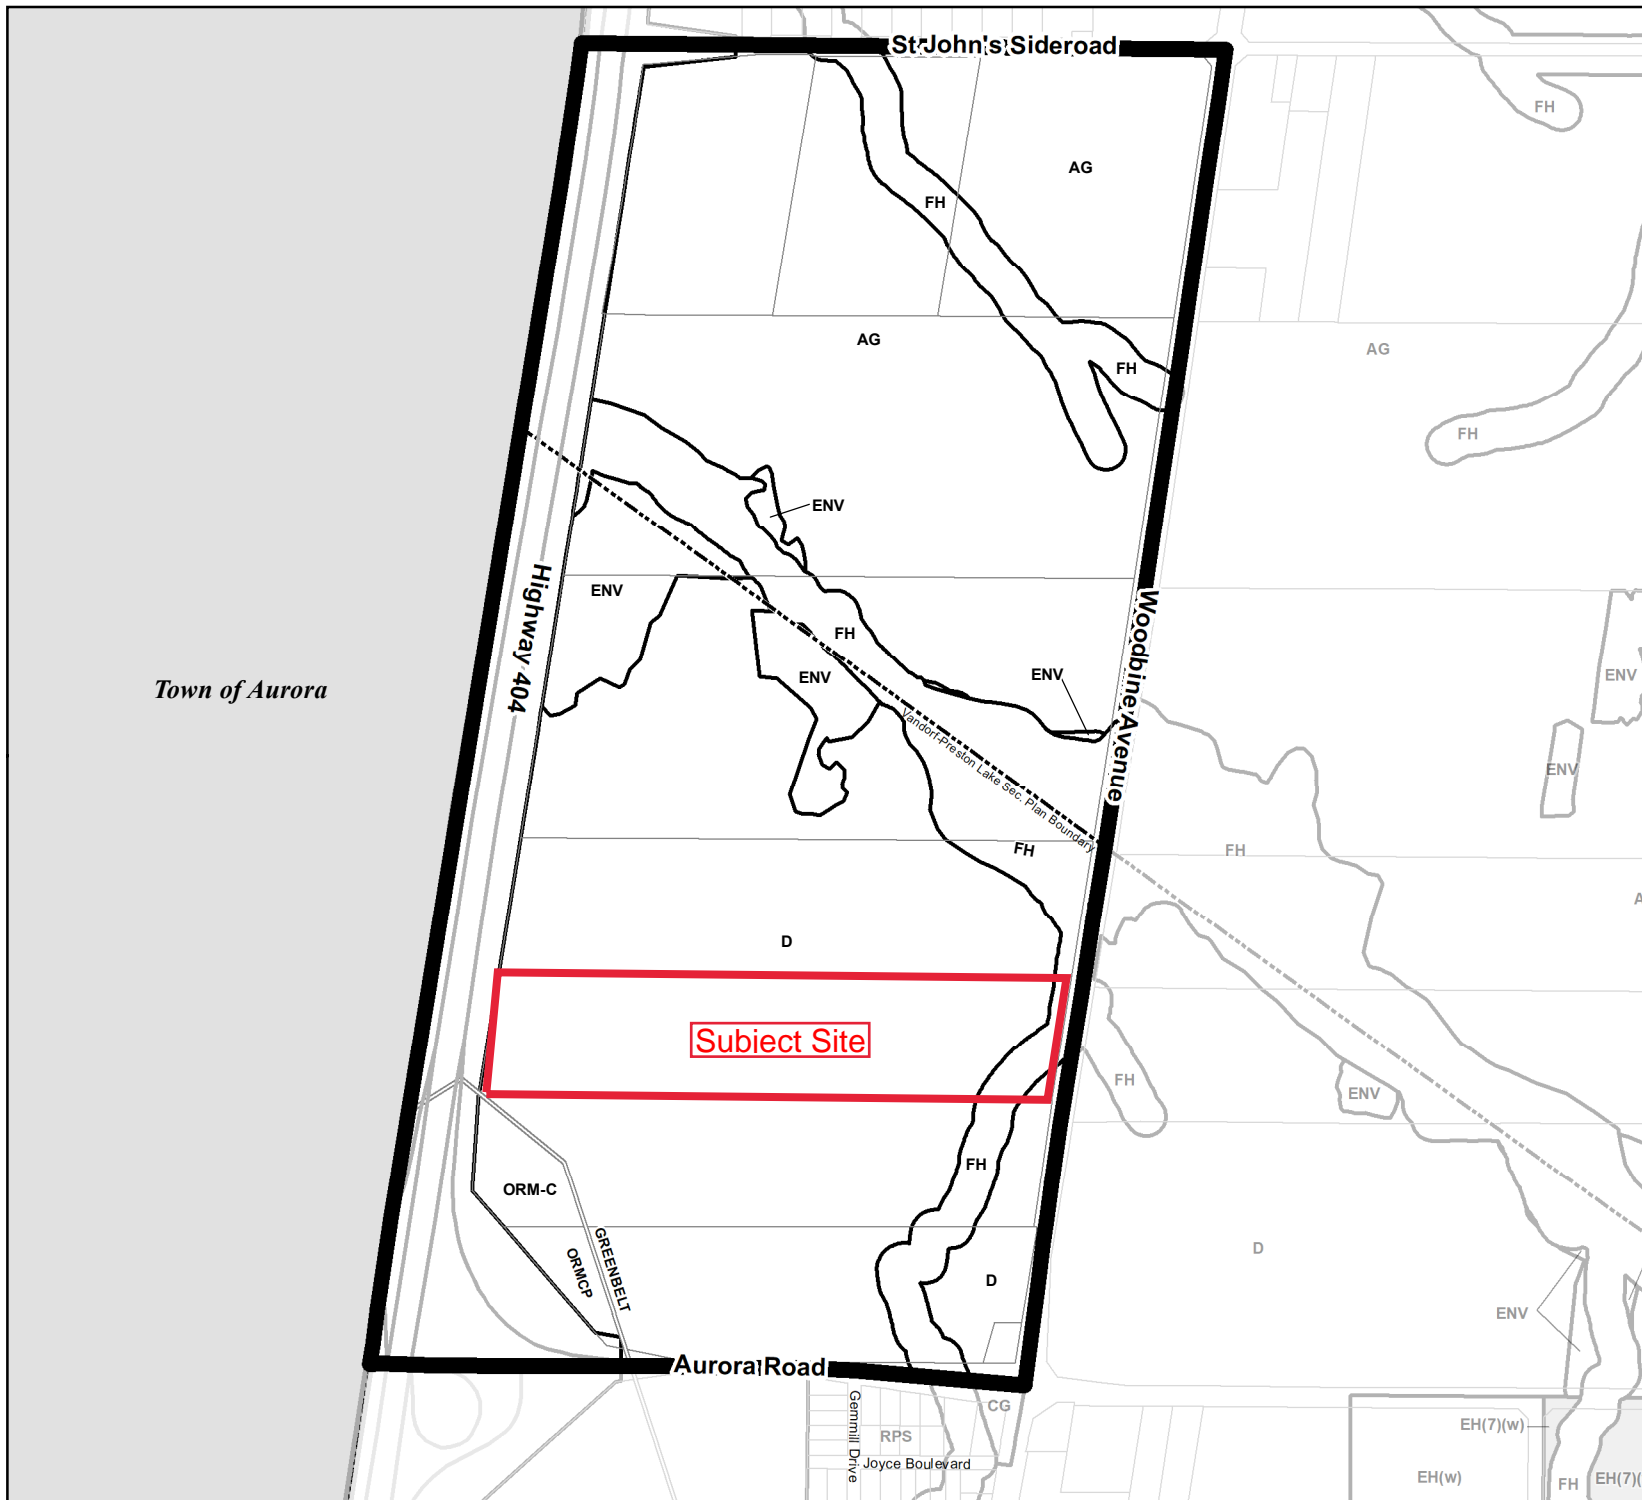 St John's Sideroad
FH
AG
FH
AG
AG
FH
FH
ENV
Highway 404
ENV
Woodbine Avenue
FH
ENV
ENV
ENV
Town of Aurora
Vandorf-Preston Lake Sec. Plan Boundary
ENV
FH
FH
A
D
Subject Site
FH
ENV
FH
ORM-C
GREENBELT
ORMCP
D
D
ENV
Aurora Road
CG
Gemmill Drive
RPS
EH(7)(w)
Joyce Boulevard
EH(w)
FH
EH(7)(